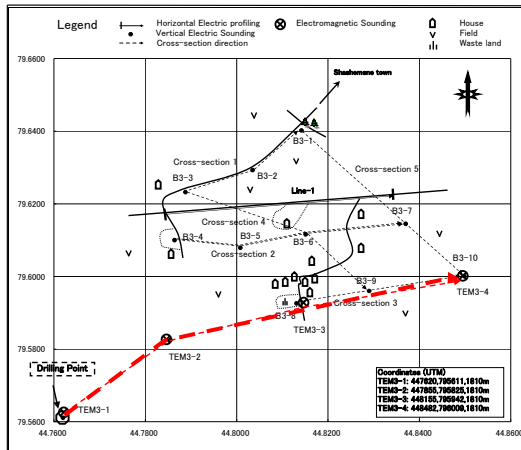 Legend
Horizontal Electric profiling
Vertical Electric Sounding
Cross-section direction
Electromagnetic Sounding
House
Field
Waste land
79.6600
79.6400
79.6200
79.6000
79.5800
79.5600
44.7600
44.7800
44.8000
44.8200
44.8400
44.8600
Shashemane town
B3-1
Cross-section 1
B3-2
B3-3
Cross-section 5
Line-1
Cross-section 4
B3-4
B3-5
B3-6
B3-7
Cross-section 2
B3-10
B3-9
TEM3-4
B3-8
Cross-section 3
TEM3-3
TEM3-2
Drilling Point
TEM3-1
Coordinates (UTM)
TEM3-1: 447620,795611,1810m
TEM3-2: 447855,795825,1810m
TEM3-3: 448155,795942,1810m
TEM3-4: 448482,796009,1810m